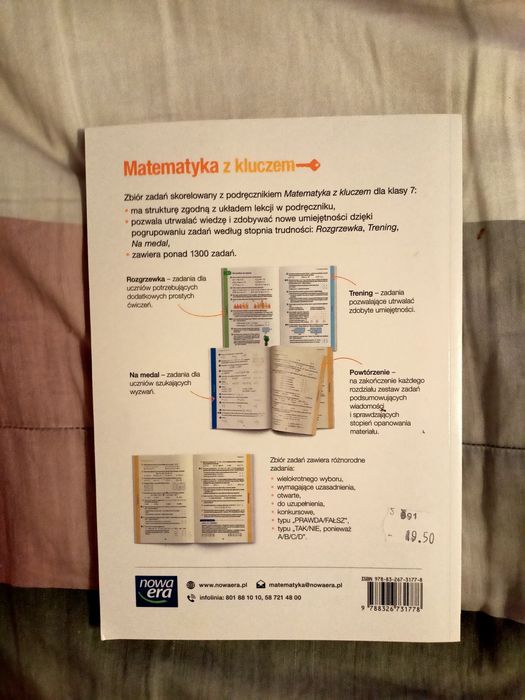 Matematyka z kluczem
Zbiór zadań skorelowany z podręcznikiem Matematyka z kluczem dla klasy 7:
• ma strukturę zgodną z układem lekcji w podręczniku,
• pozwala utrwalać wiedzę i zdobywać nowe umiejętności dzięki
pogrupowaniu zadań według stopnia trudności: Rozgrzewka, Trening,
Na medal,
• zawiera ponad 1300 zadań.
Rozgrzewka – zadania dla
uczniów potrzebujących
dodatkowych prostych
ćwiczeń.
Trening – zadania
pozwalające utrwalać
zdobyte umiejętności.
Na medal – zadania dla
uczniów szukających
wyzwań.
Powtórzenie –
na zakończenie każdego
rozdziału zestaw zadań
podsumowujących
wiadomości
i sprawdzających
stopień opanowania
materiału.
Zbiór zadań zawiera różnorodne
zadania:
• wielokrotnego wyboru,
• wymagające uzasadnienia,
• otwarte,
• do uzupełnienia,
• konkursowe,
• typu „PRAWDA/FAŁSZ”,
• typu „TAK/NIE, ponieważ
A/B/C/D”.
691
19.50
nowa
era
www.nowaera.pl
matematyka@nowaera.pl
infolinia: 801 88 10 10, 58 721 48 00
ISBN 978-83-267-3177-8
9788326731778